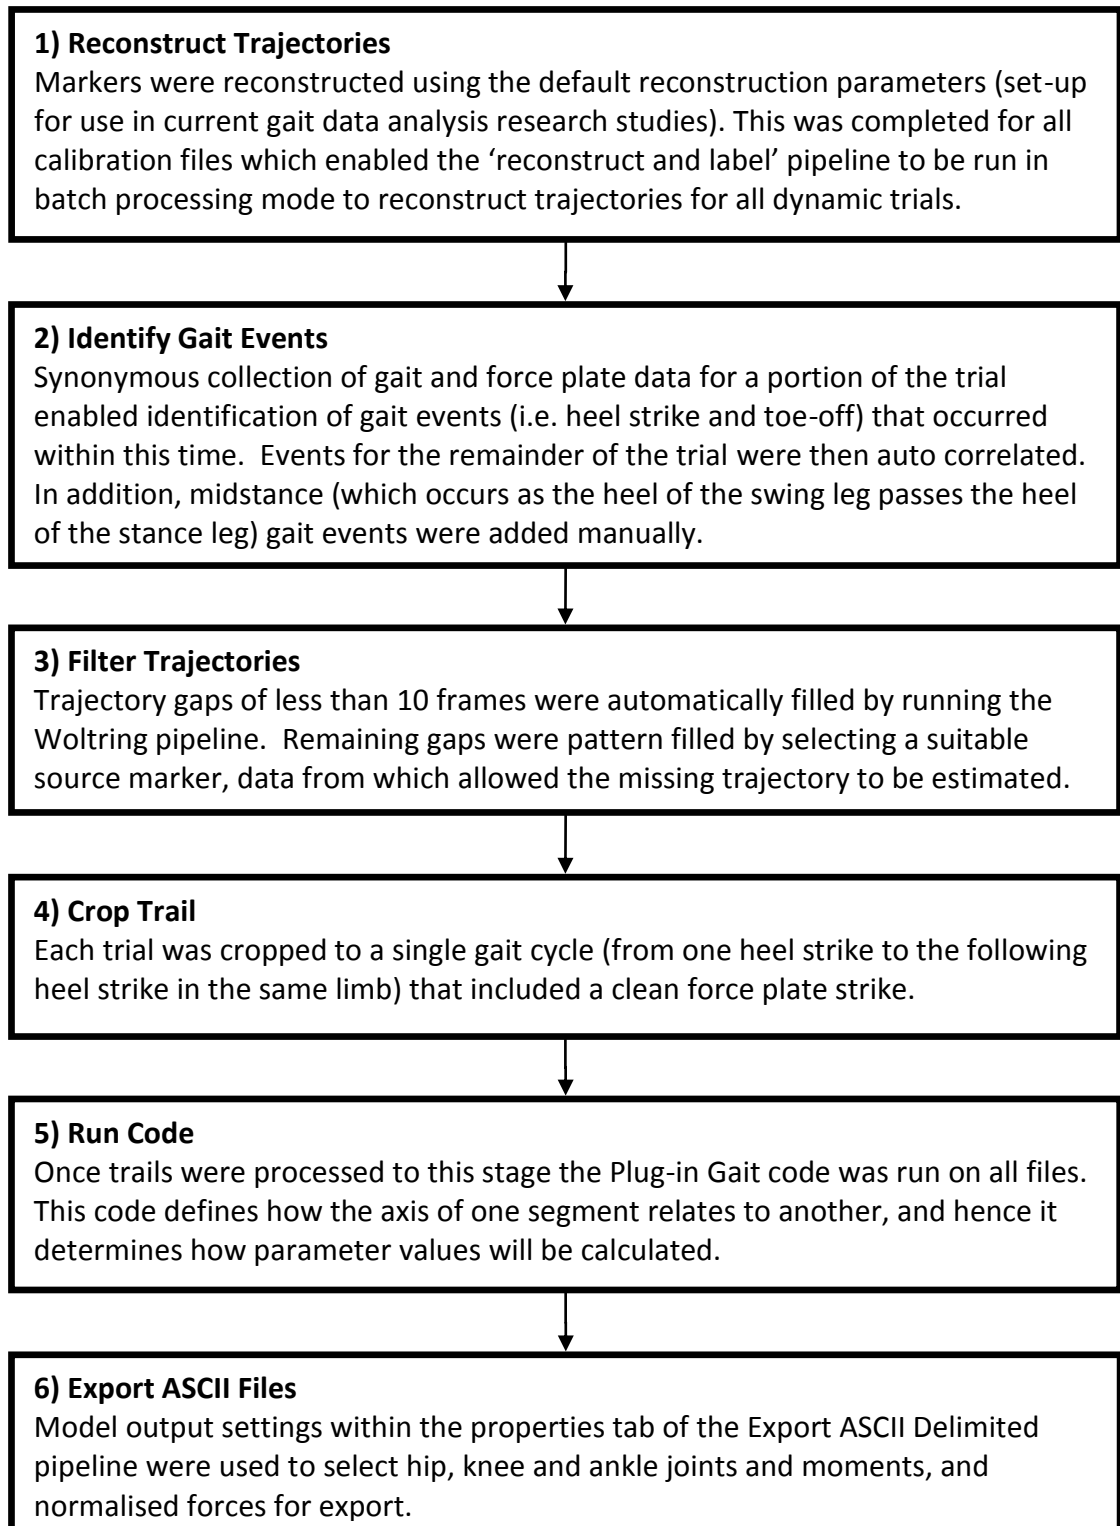 1) Reconstruct Trajectories
Markers were reconstructed using the default reconstruction parameters (set-up
for use in current gait data analysis research studies). This was completed for all
calibration files which enabled the ‘reconstruct and label’ pipeline to be run in
batch processing mode to reconstruct trajectories for all dynamic trials.
2) Identify Gait Events
Synonymous collection of gait and force plate data for a portion of the trial
enabled identification of gait events (i.e. heel strike and toe-off) that occurred
within this time.  Events for the remainder of the trial were then auto correlated.
In addition, midstance (which occurs as the heel of the swing leg passes the heel
of the stance leg) gait events were added manually.
3) Filter Trajectories
Trajectory gaps of less than 10 frames were automatically filled by running the
Woltring pipeline.  Remaining gaps were pattern filled by selecting a suitable
source marker, data from which allowed the missing trajectory to be estimated.
4) Crop Trail
Each trial was cropped to a single gait cycle (from one heel strike to the following
heel strike in the same limb) that included a clean force plate strike.
5) Run Code
Once trails were processed to this stage the Plug-in Gait code was run on all files.
This code defines how the axis of one segment relates to another, and hence it
determines how parameter values will be calculated.
6) Export ASCII Files
Model output settings within the properties tab of the Export ASCII Delimited
pipeline were used to select hip, knee and ankle joints and moments, and
normalised forces for export.